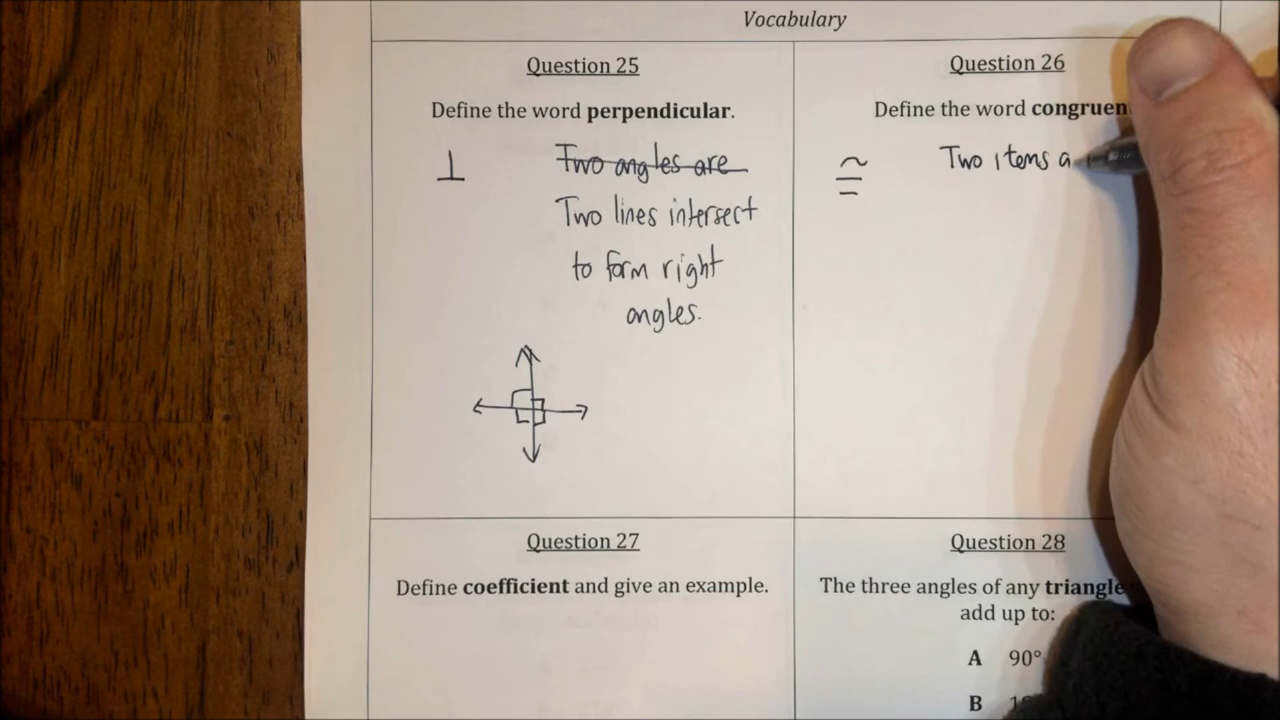 Vocabulary
Question 25
Define the word perpendicular.
⊥
Two angles are
Two lines intersect
to form right
angles.
Question 26
Define the word congruen
≅
Two items a
Question 27
Define coefficient and give an example.
Question 28
The three angles of any triangle
add up to:
A 90°
B